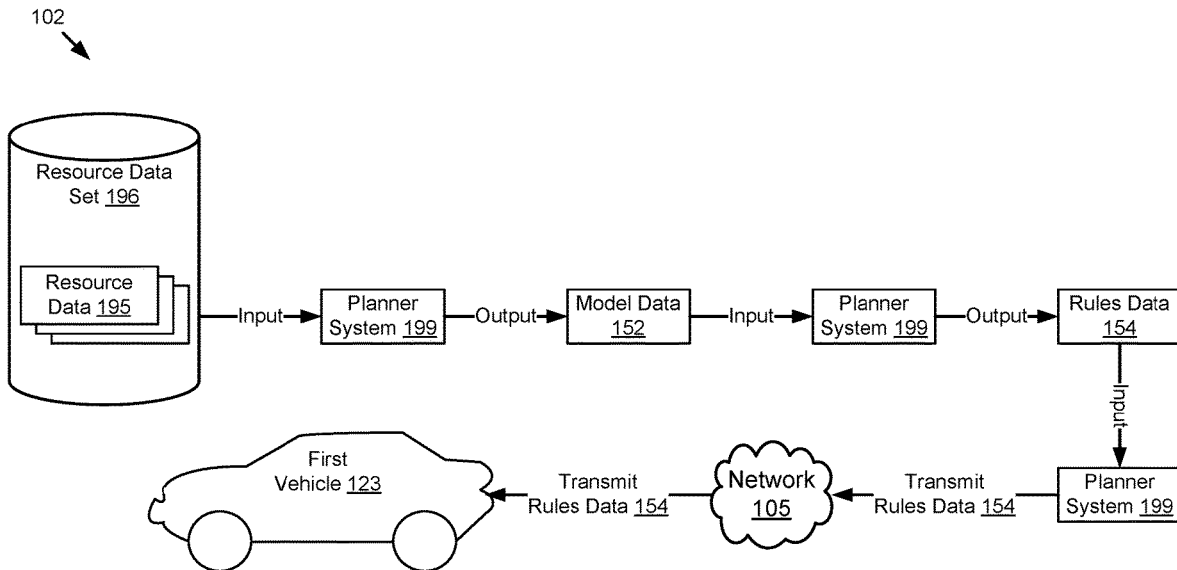 102
Resource Data
Set 196
Resource
Data 195
Input
Planner
System 199
Output
Model Data
152
Input
Planner
System 199
Output
Rules Data
154
Input
First
Vehicle 123
Transmit
Rules Data 154
Network
105
Transmit
Rules Data 154
Planner
System 199